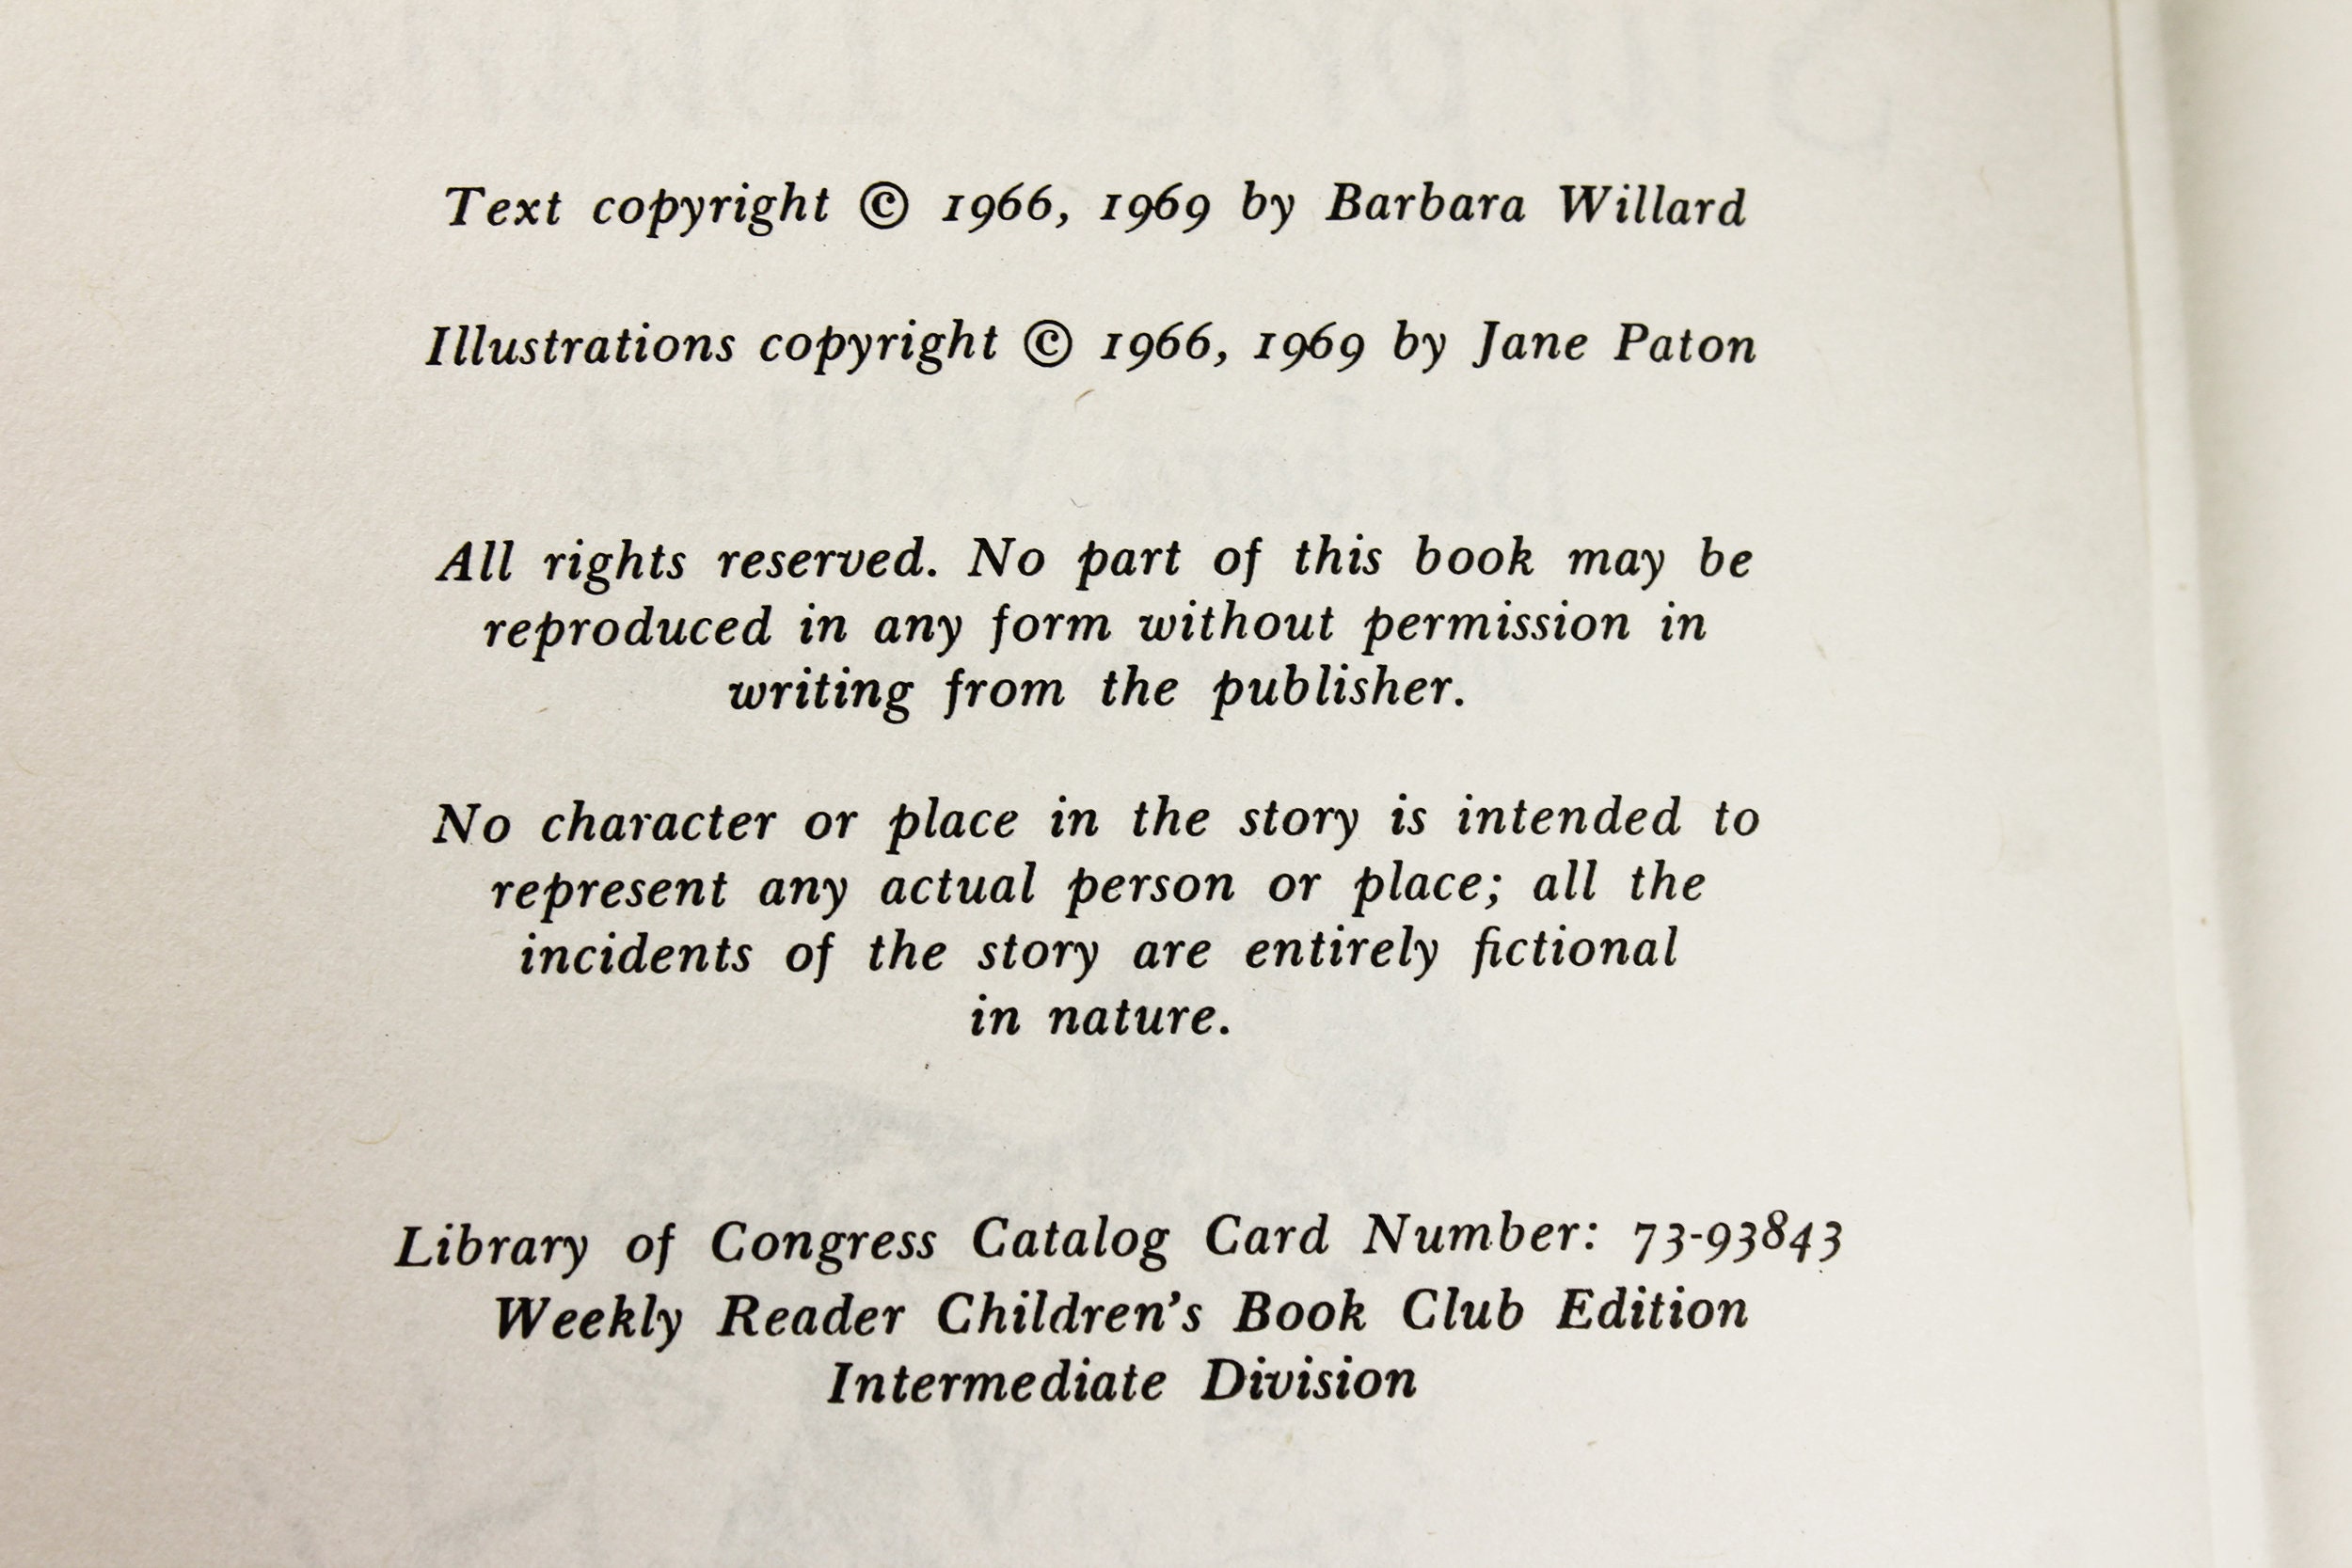 Text copyright © 1966, 1969 by Barbara Willard
Illustrations copyright © 1966, 1969 by Jane Paton
All rights reserved. No part of this book may be
reproduced in any form without permission in
writing from the publisher.
No character or place in the story is intended to
represent any actual person or place; all the
incidents of the story are entirely fictional
in nature.
Library of Congress Catalog Card Number: 73-93843
Weekly Reader Children's Book Club Edition
Intermediate Division